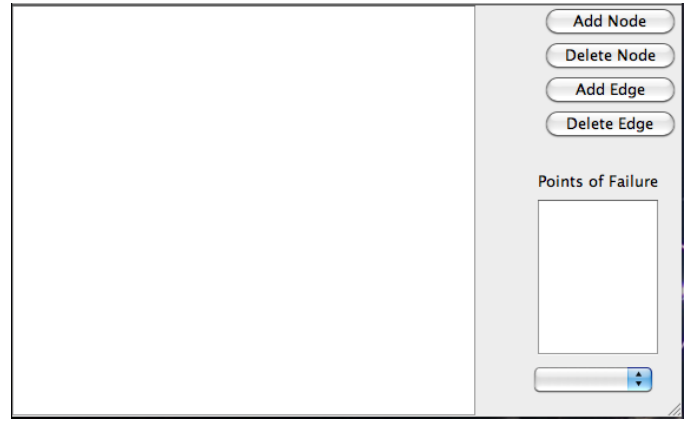 Add Node
Delete Node
Add Edge
Delete Edge
Points of Failure